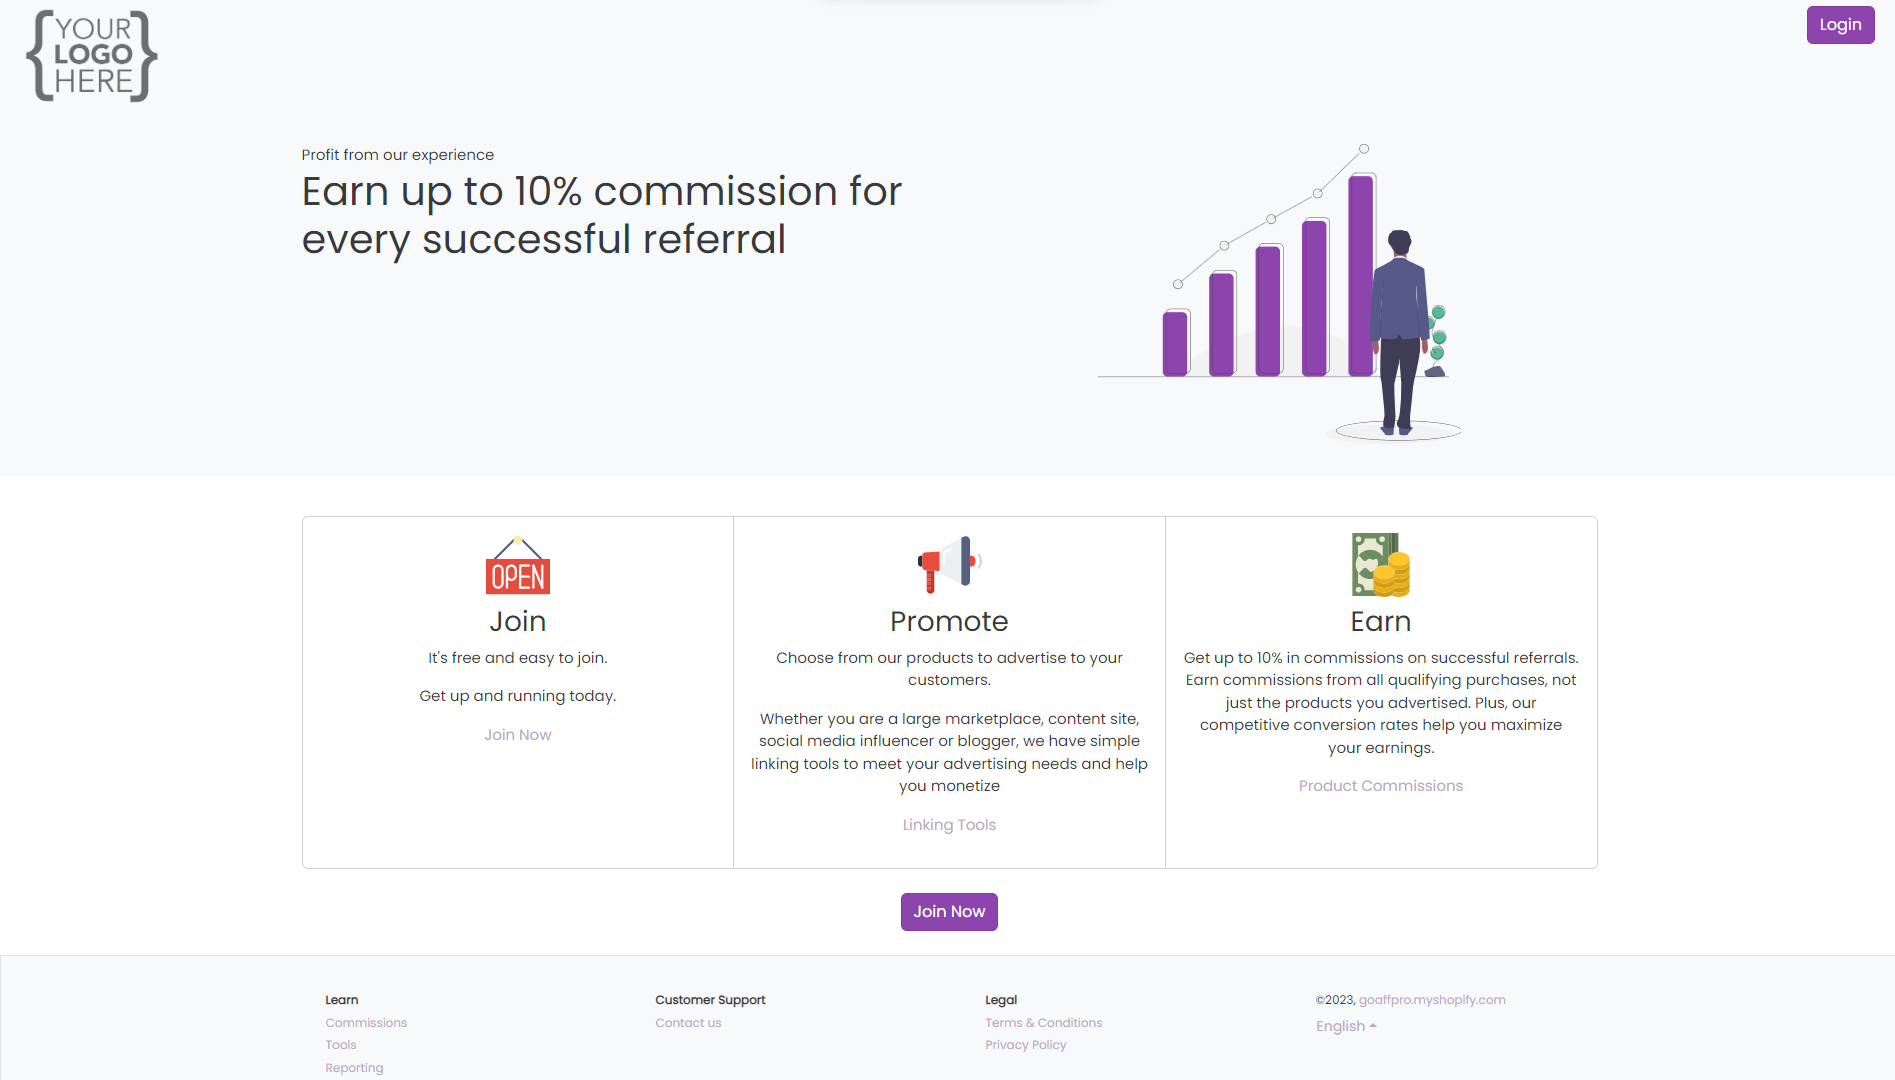 YOUR
LOGO
HERE
Login
Profit from our experience
Earn up to 10% commission for
every successful referral
OPEN
Join
It's free and easy to join.
Get up and running today.
Join Now
Promote
Choose from our products to advertise to your
customers.
Whether you are a large marketplace, content site,
social media influencer or blogger, we have simple
linking tools to meet your advertising needs and help
you monetize
Linking Tools
Earn
Get up to 10% in commissions on successful referrals.
Earn commissions from all qualifying purchases, not
just the products you advertised. Plus, our
competitive conversion rates help you maximize
your earnings.
Product Commissions
Join Now
Learn
Commissions
Tools
Reporting
Customer Support
Contact us
Legal
Terms & Conditions
Privacy Policy
©2023, goaffpro.myshopify.com
English